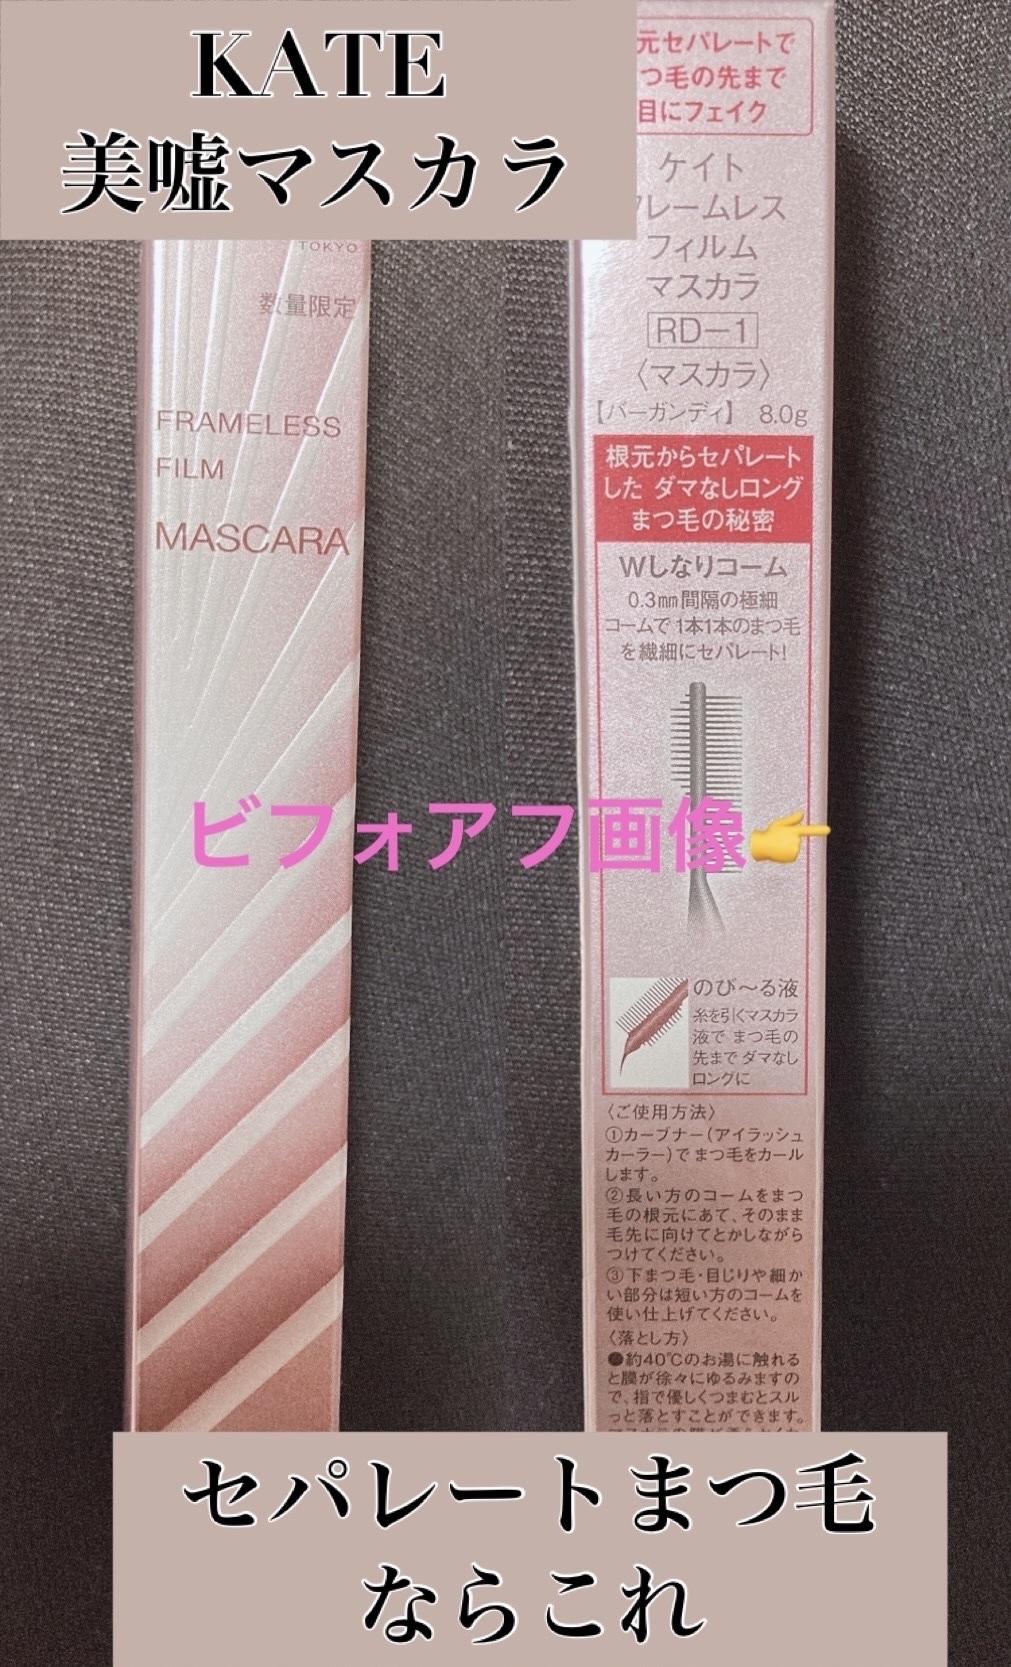 KATE
美嘘マスカラ
TOKYO
数量限定
FRAMELESS
FILM
MASCARA
元セパレートで
つ毛の先まで
目にフェイク
ケイト
フレームレス
フィルム
マスカラ
RD-1
〈マスカラ〉
【バーガンディ】 8.0g
根元からセパレート
した ダマなしロング
まつ毛の秘密
Wしなりコーム
0.3㎜間隔の極細
コームで1本1本のまつ毛
を繊細にセパレート!
ビフォアフ画像👉
のび〜る液
糸を引くマスカラ
液で まつ毛の
先まで ダマなし
ロングに
〈ご使用方法〉
①カーブナー(アイラッシュ
カーラー)で まつ毛をカール
します。
②長い方のコームをまつ
毛の根元にあて、そのまま
毛先に向けてとかしながら
つけてください。
③下まつ毛・目じりや細か
い部分は短い方のコームを
使い仕上げてください。
〈落とし方〉
●約40℃のお湯に触れる
と膜が徐々にゆるみますの
で、指で優しくつまむとスル
っと落とすことができます。
セパレートまつ毛
ならこれ